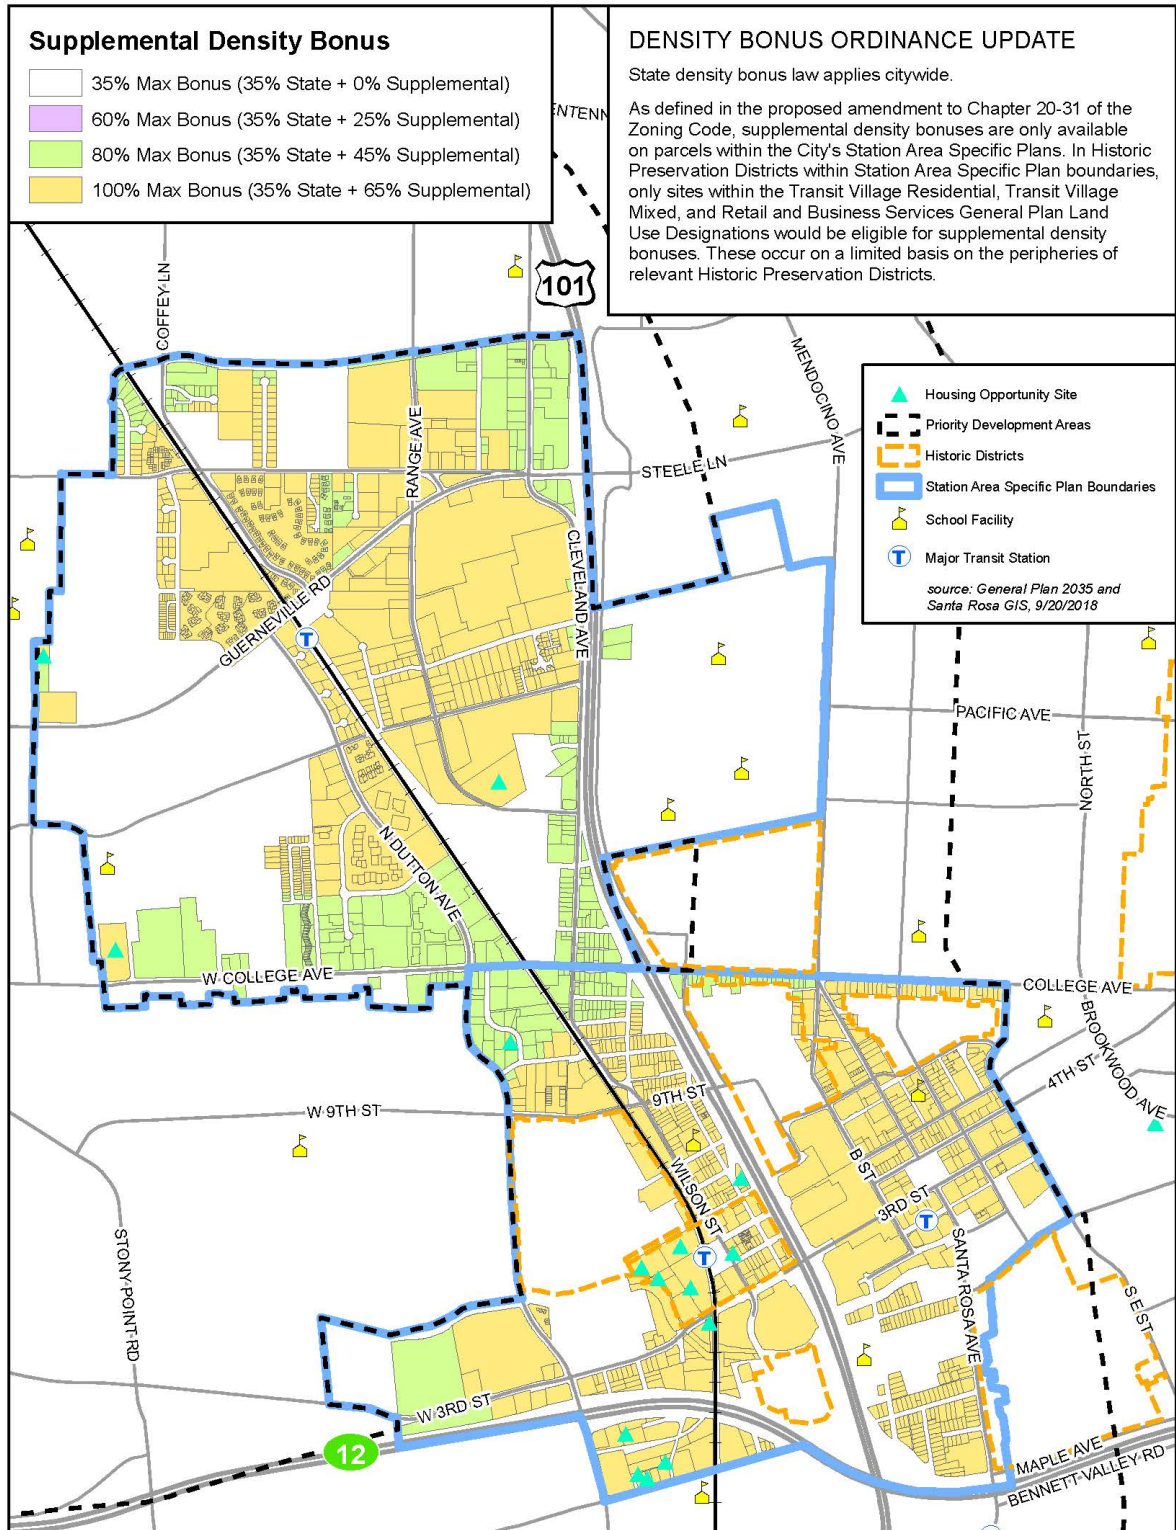 Supplemental Density Bonus
35% Max Bonus (35% State + 0% Supplemental)
60% Max Bonus (35% State + 25% Supplemental)
80% Max Bonus (35% State + 45% Supplemental)
100% Max Bonus (35% State + 65% Supplemental)
DENSITY BONUS ORDINANCE UPDATE
State density bonus law applies citywide.
As defined in the proposed amendment to Chapter 20-31 of the
Zoning Code, supplemental density bonuses are only available
on parcels within the City's Station Area Specific Plans. In Historic
Preservation Districts within Station Area Specific Plan boundaries,
only sites within the Transit Village Residential, Transit Village
Mixed, and Retail and Business Services General Plan Land
Use Designations would be eligible for supplemental density
bonuses. These occur on a limited basis on the peripheries of
relevant Historic Preservation Districts.
Housing Opportunity Site
Priority Development Areas
Historic Districts
Station Area Specific Plan Boundaries
School Facility
T
Major Transit Station
source: General Plan 2035 and
Santa Rosa GIS, 9/20/2018
COFFEY LN
101
MENDOCINO AVE
RANGE AVE
STEELE LN
CLEVELAND AVE
GUERNEVILLE RD
T
PACIFIC AVE
NORTH ST
N DUTTON AVE
W COLLEGE AVE
COLLEGE AVE
BROOKWOOD AVE
4TH ST
9TH ST
W 9TH ST
B ST
WILSON ST
3RD ST
T
T
STONY POINT RD
SANTA ROSA AVE
S E ST
W 3RD ST
12
MAPLE AVE
BENNETT VALLEY RD